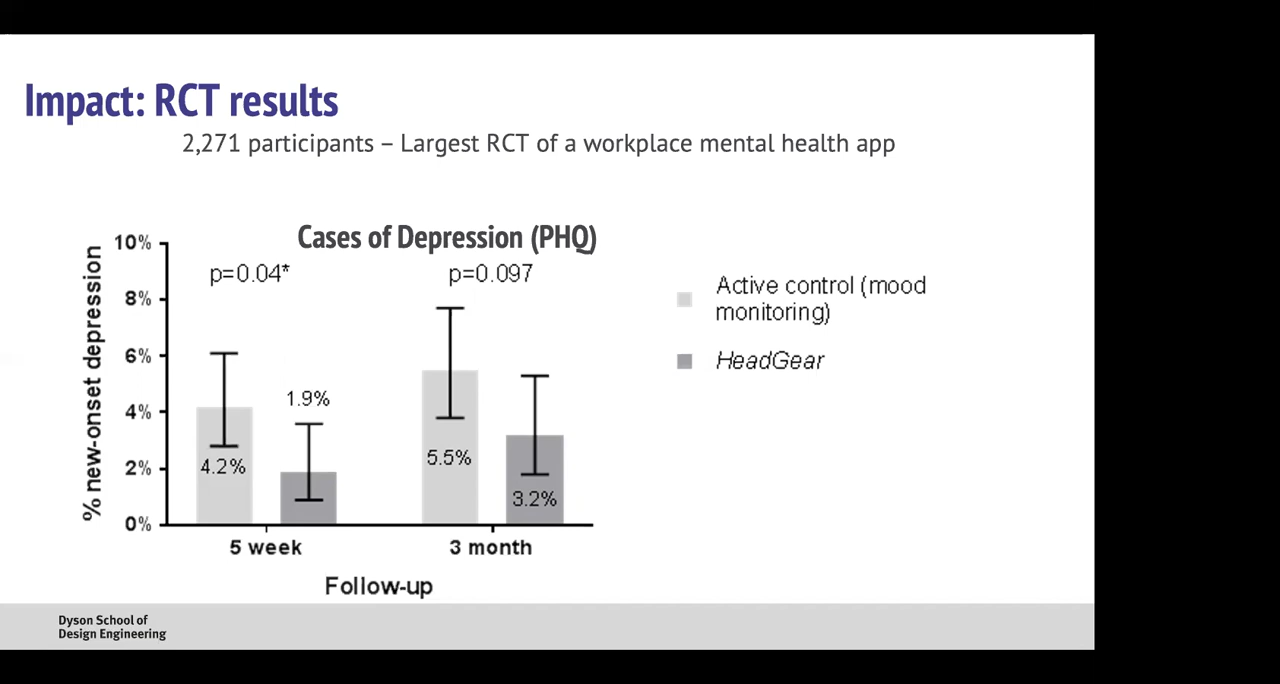 Impact: RCT results
2,271 participants – Largest RCT of a workplace mental health app
Cases of Depression (PHQ)
% new-onset depression
10%
8%
6%
4%
2%
0%
p=0.04*
p=0.097
4.2%
1.9%
5.5%
3.2%
5 week
3 month
Follow-up
Active control (mood
monitoring)
HeadGear
Dyson School of
Design Engineering